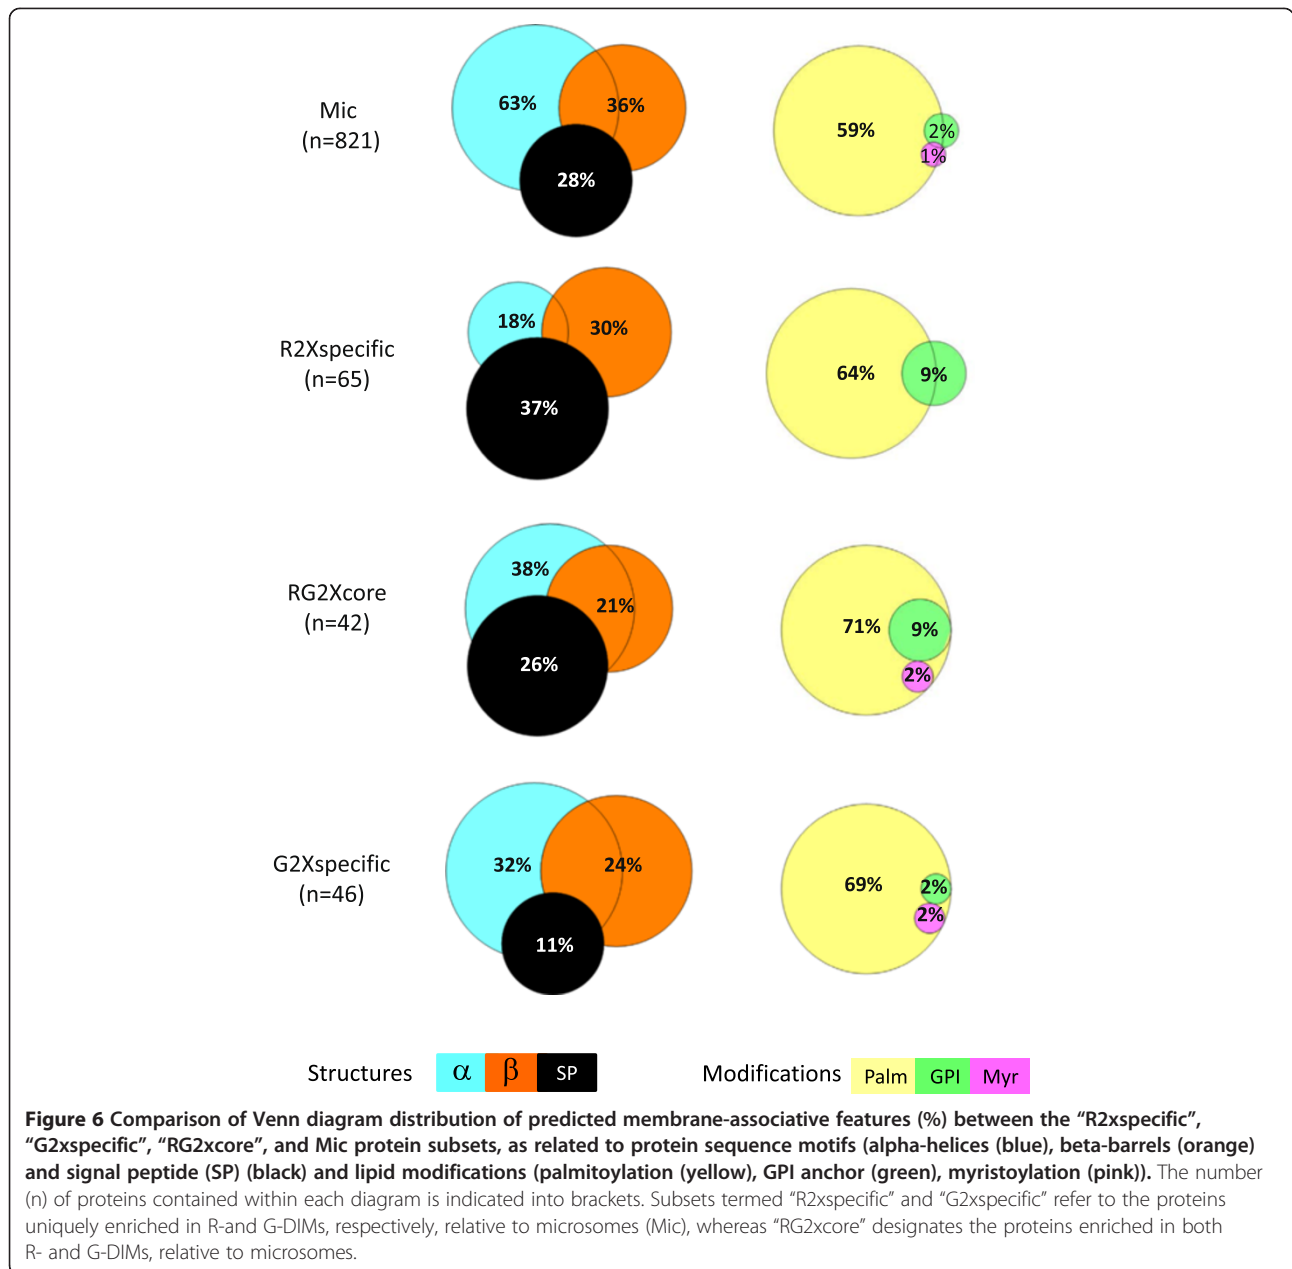 Mic
(n=821)
63%
36%
28%
59%
2%
1%
R2Xspecific
(n=65)
18%
30%
37%
64%
9%
RG2Xcore
(n=42)
38%
21%
26%
71%
9%
2%
G2Xspecific
(n=46)
32%
24%
11%
69%
2%
2%
Structures α β SP Modifications Palm GPI Myr
Figure 6 Comparison of Venn diagram distribution of predicted membrane-associative features (%) between the “R2xspecific”,
“G2xspecific”, “RG2xcore”, and Mic protein subsets, as related to protein sequence motifs (alpha-helices (blue), beta-barrels (orange)
and signal peptide (SP) (black) and lipid modifications (palmitoylation (yellow), GPI anchor (green), myristoylation (pink)). The number
(n) of proteins contained within each diagram is indicated into brackets. Subsets termed “R2xspecific” and “G2xspecific” refer to the proteins
uniquely enriched in R-and G-DIMs, respectively, relative to microsomes (Mic), whereas “RG2xcore” designates the proteins enriched in both
R- and G-DIMs, relative to microsomes.